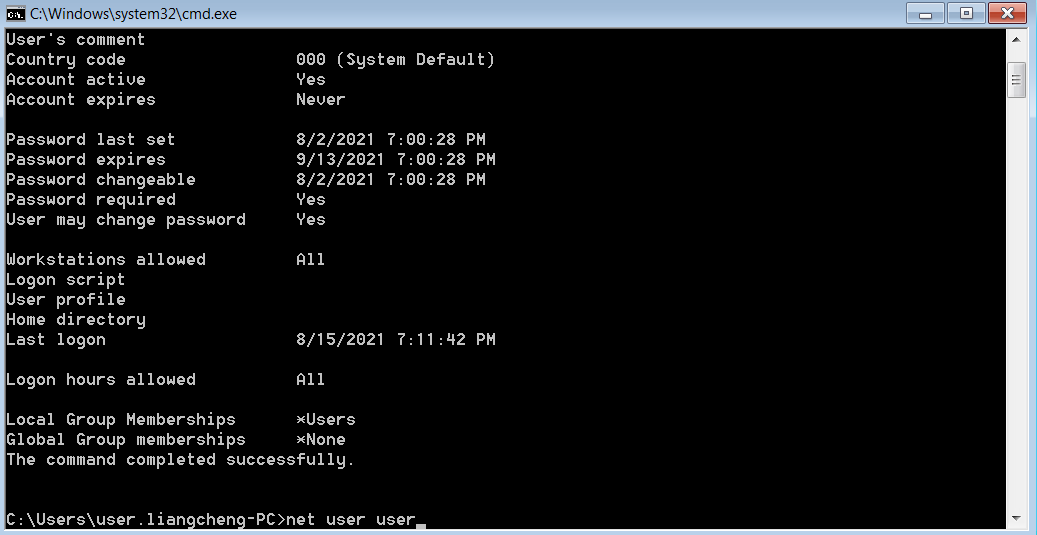 C:\Windows\system32\cmd.exe
User's comment
Country code 000 (System Default)
Account active Yes
Account expires Never
Password last set 8/2/2021 7:00:28 PM
Password expires 9/13/2021 7:00:28 PM
Password changeable 8/2/2021 7:00:28 PM
Password required Yes
User may change password Yes
Workstations allowed All
Logon script
User profile
Home directory
Last logon 8/15/2021 7:11:42 PM
Logon hours allowed All
Local Group Memberships *Users
Global Group memberships *None
The command completed successfully.
C:\Users\user.liangcheng-PC>net user user_